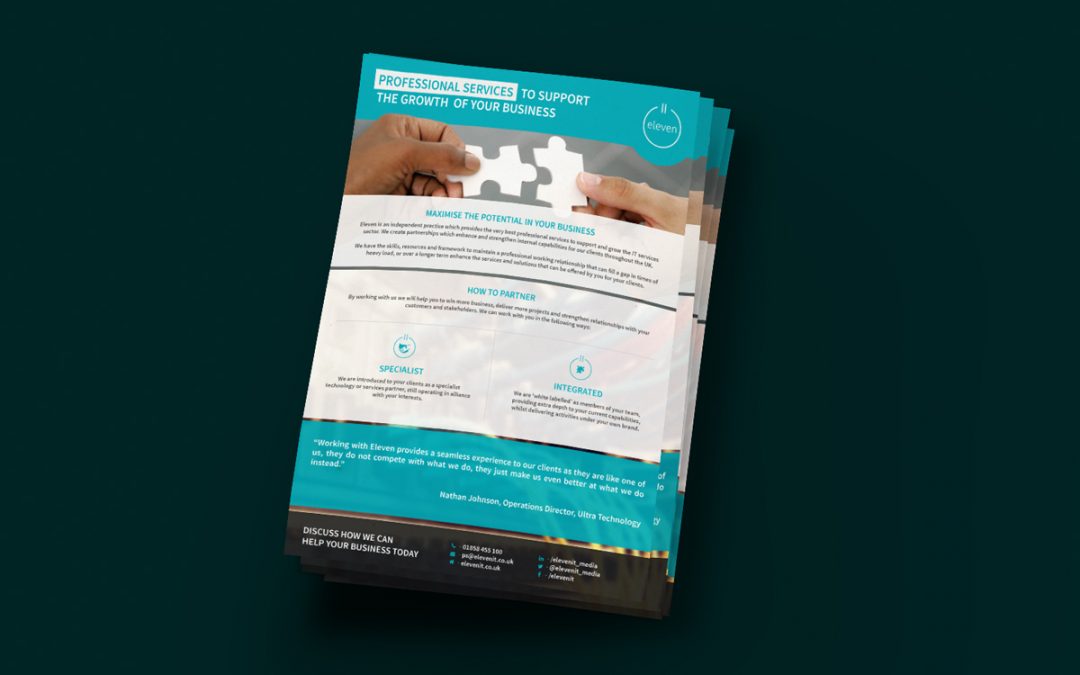 PROFESSIONAL SERVICES TO SUPPORT
THE GROWTH OF YOUR BUSINESS
eleven
MAXIMISE THE POTENTIAL IN YOUR BUSINESS
Eleven is an independent practice which provides the very best professional services to support and grow the IT services
sector. We create partnerships which enhance and strengthen internal capabilities for our clients throughout the UK.
We have the skills, resources and framework to maintain a professional working relationship that can fill a gap in times of
heavy load, or over a longer term enhance the services and solutions that can be offered by you for your clients.
HOW TO PARTNER
By working with us we will help you to win more business, deliver more projects and strengthen relationships with your
customers and stakeholders. We can work with you in the following ways:
SPECIALIST
We are introduced to your clients as a specialist
technology or services partner, still operating in alliance
with your interests.
INTEGRATED
We are 'white labelled' as members of your team,
providing extra depth to your current capabilities,
whilst delivering activities under your own brand.
“Working with Eleven provides a seamless experience to our clients as they are like one of
us, they do not compete with what we do, they just make us even better at what we do
instead.”
Nathan Johnson, Operations Director, Ultra Technology
of
do
gy
DISCUSS HOW WE CAN
HELP YOUR BUSINESS TODAY
01858 455 100
ps@elevenit.co.uk
elevenit.co.uk
/elevenit_media
@elevenit_media
/elevenit